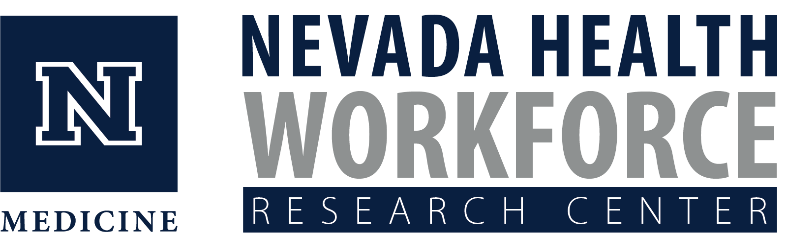 N
MEDICINE
NEVADA HEALTH
WORKFORCE
RESEARCH CENTER